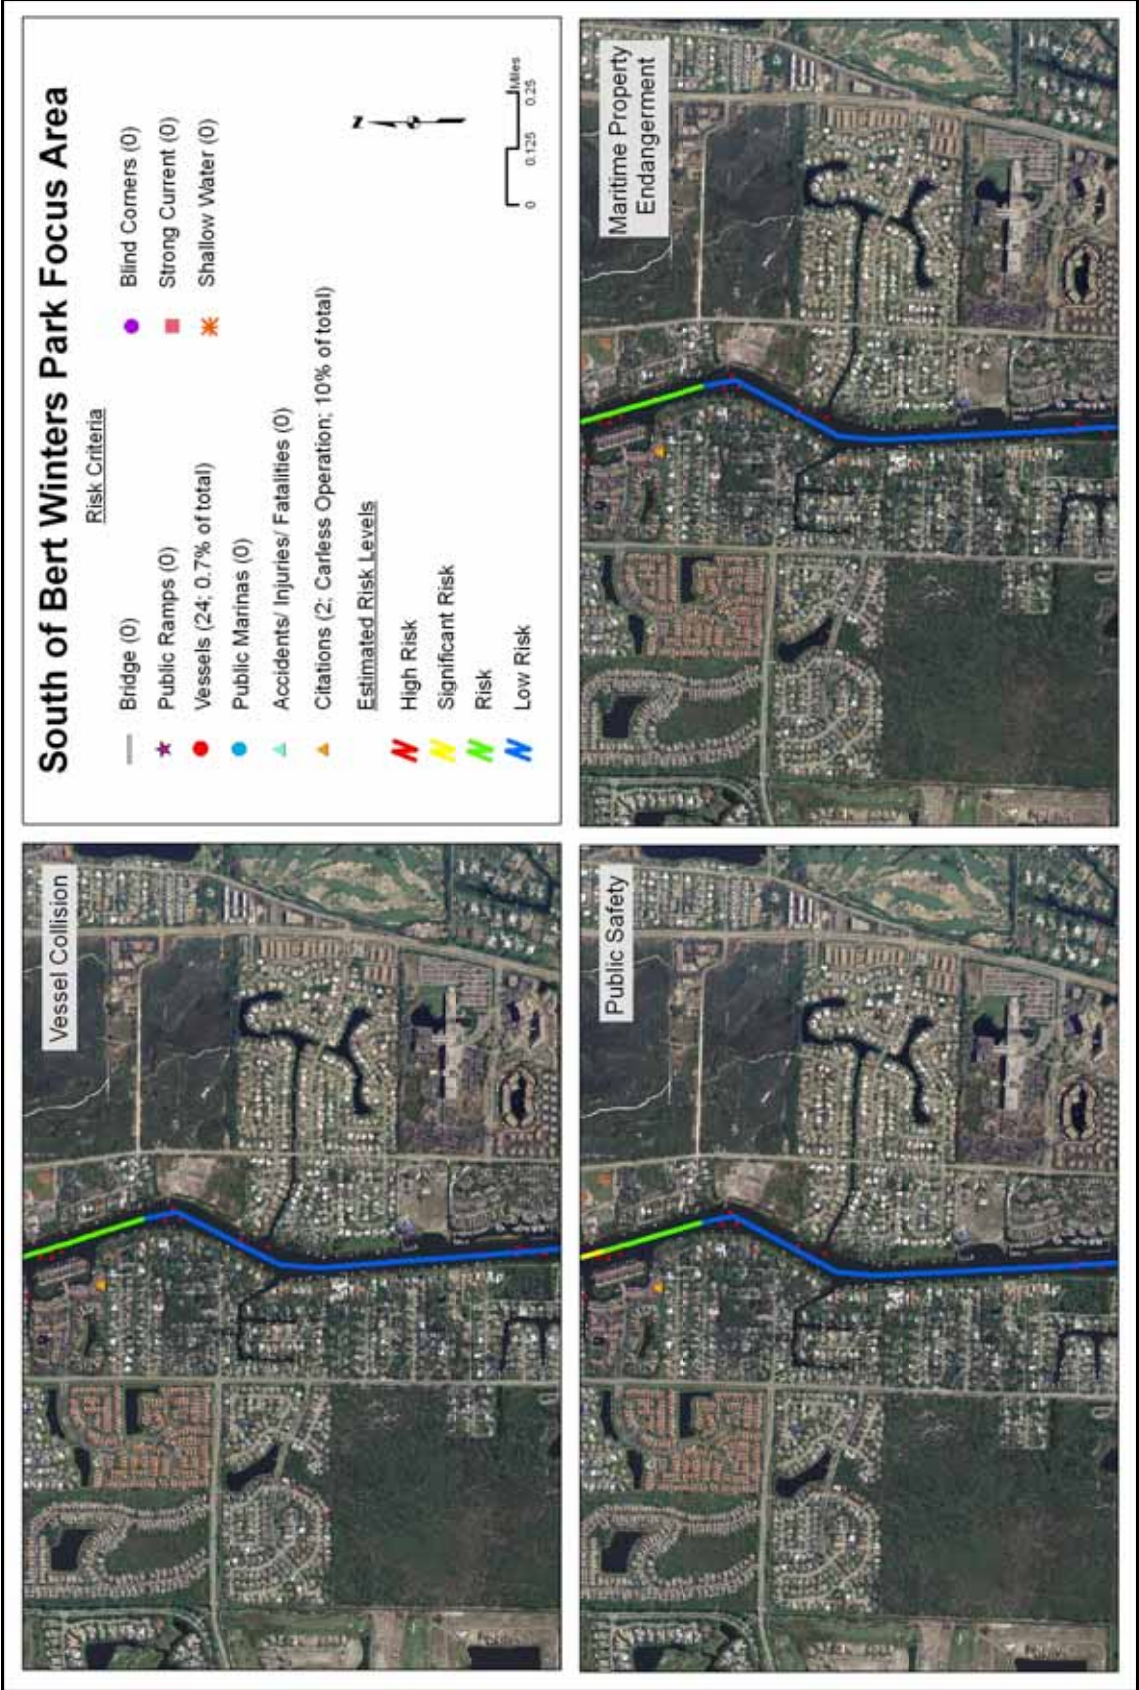 South of Bert Winters Park Focus Area
Risk Criteria
Bridge (0)
Public Ramps (0)
Vessels (24; 0.7% of total)
Public Marinas (0)
Accidents/ Injuries/ Fatalities (0)
Citations (2; Carless Operation; 10% of total)
Blind Corners (0)
Strong Current (0)
Shallow Water (0)
Estimated Risk Levels
High Risk
Significant Risk
Risk
Low Risk
N
Miles
0 0.125 0.25
Vessel Collision
Maritime Property
Endangerment
Public Safety